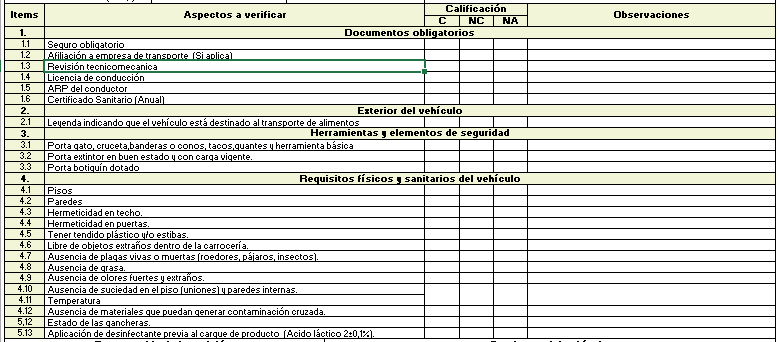 Items Aspectos a verificar Calificación Observaciones
C NC NA
1. Documentos obligatorios
1.1 Seguro obligatorio
1.2 Afiliación a empresa de transporte (Si aplica)
1.3 Revisión tecnicomecanica
1.4 Licencia de conducción
1.5 ARP del conductor
1.6 Certificado Sanitario (Anual)
2. Exterior del vehículo
2.1 Leyenda indicando que el vehículo está destinado al transporte de alimentos
3. Herramientas y elementos de seguridad
3.1 Porta gato, cruceta,banderas o conos, tacos,guantes y herramienta básica
3.2 Porta extintor en buen estado y con carga vigente.
3.3 Porta botiquín dotado
4. Requisitos físicos y sanitarios del vehículo
4.1 Pisos
4.2 Paredes
4.3 Hermeticidad en techo.
4.4 Hermeticidad en puertas.
4.5 Tener tendido plástico y/o estibas.
4.6 Libre de objetos extraños dentro de la carrocería.
4.7 Ausencia de plagas vivas o muertas (roedores, pájaros, insectos).
4.8 Ausencia de grasa.
4.9 Ausencia de olores fuertes y extraños.
4.10 Ausencia de suciedad en el piso (uniones) y paredes internas.
4.11 Temperatura
4.12 Ausencia de materiales que puedan generar contaminación cruzada.
5,12 Estado de las gancheras.
5.13 Aplicación de desinfectante previa al cargue de producto (Acido láctico 2±0,1%).